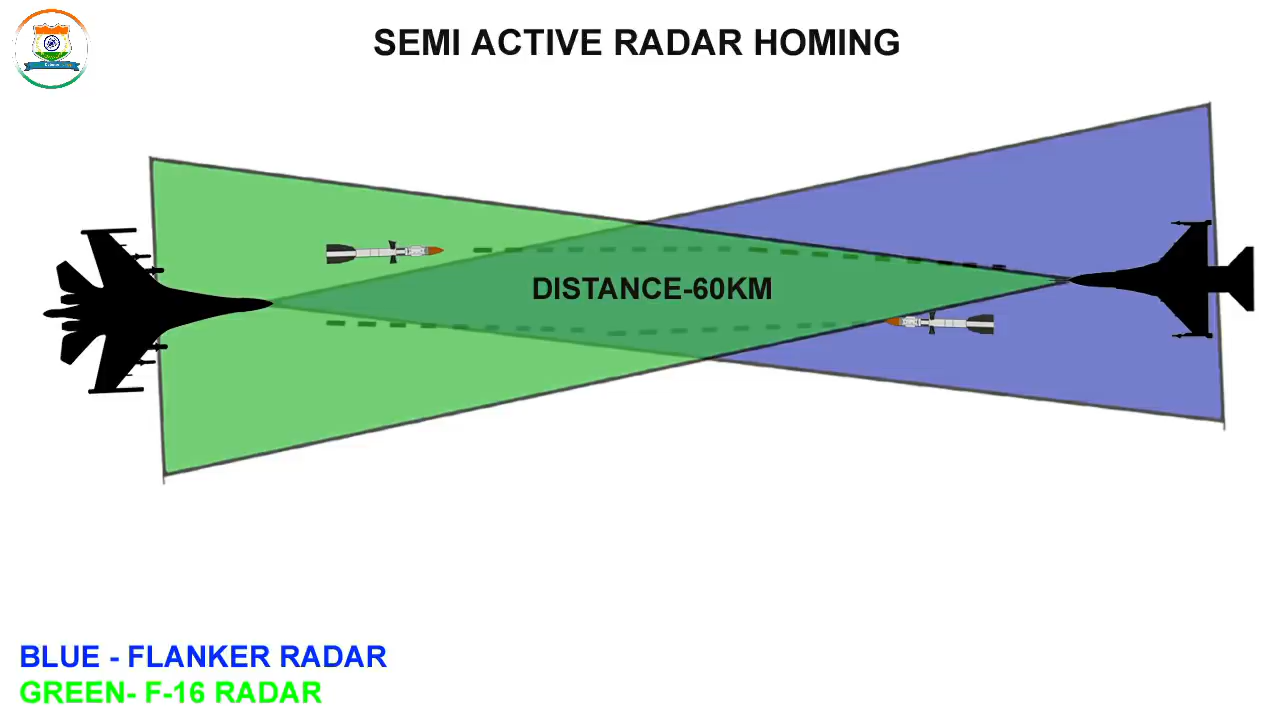 SEMI ACTIVE RADAR HOMING
DISTANCE-60KM
BLUE - FLANKER RADAR
GREEN- F-16 RADAR